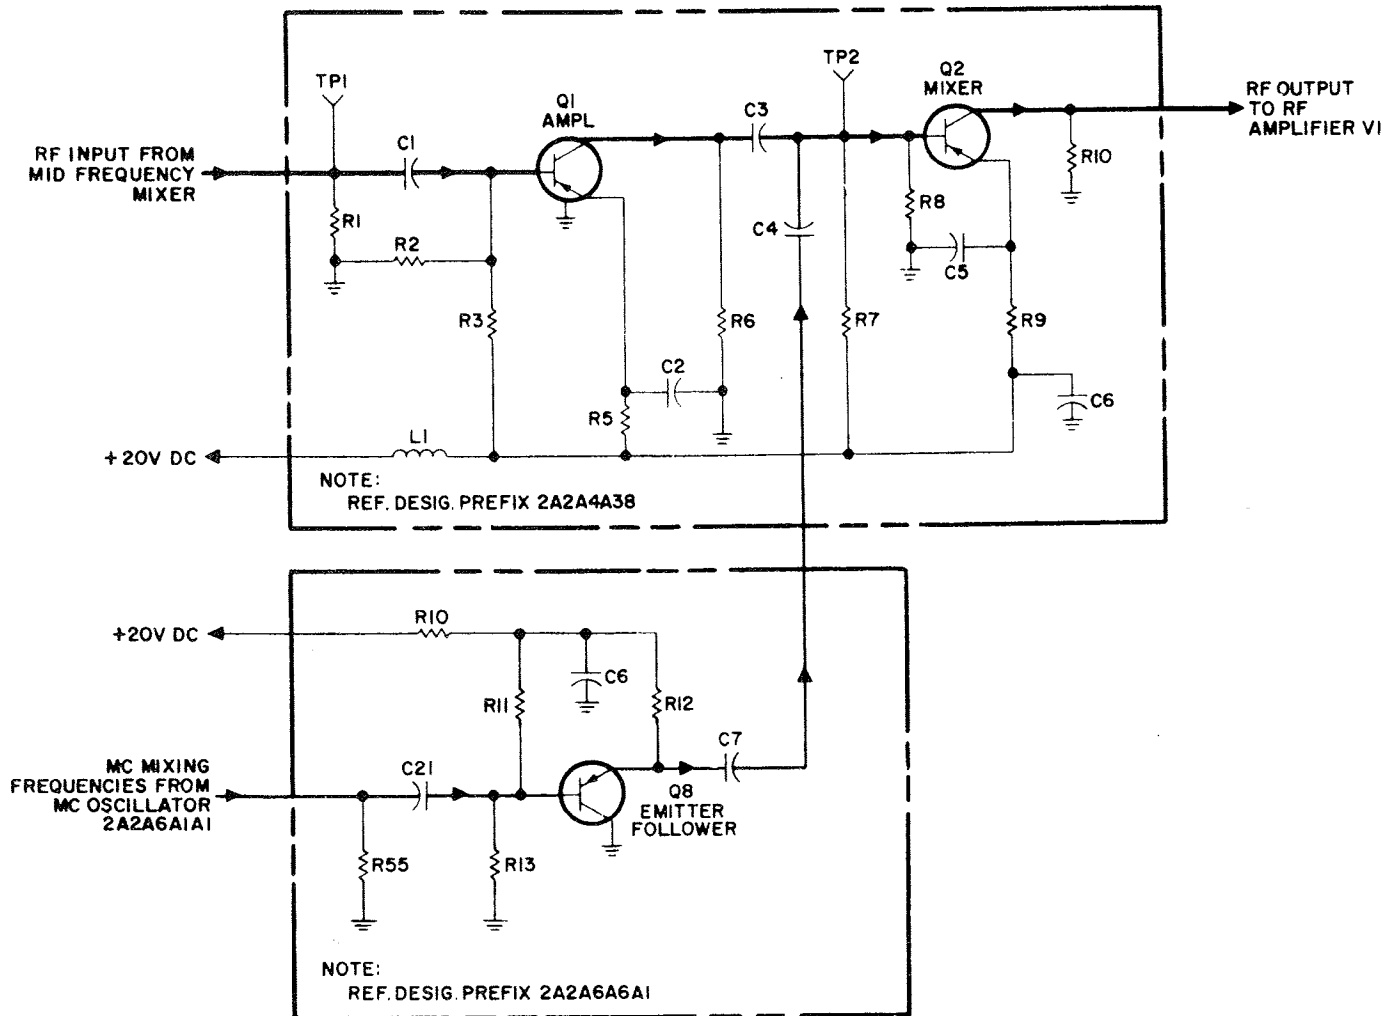 TP1
TP2
Q1
AMPL
Q2
MIXER
C3
C1
RF INPUT FROM
MID FREQUENCY
MIXER
RF OUTPUT
TO RF
AMPLIFIER V1
R10
R1
R2
R8
C4
C5
R3
R6
R7
R9
C2
R5
C6
L1
+20V DC
NOTE:
REF. DESIG. PREFIX 2A2A4A38
+20V DC
R10
C6
R11
R12
C7
MC MIXING
FREQUENCIES FROM
MC OSCILLATOR
2A2A6A1A1
C21
Q8
EMITTER
FOLLOWER
R55
R13
NOTE:
REF. DESIG. PREFIX 2A2A6A6A1